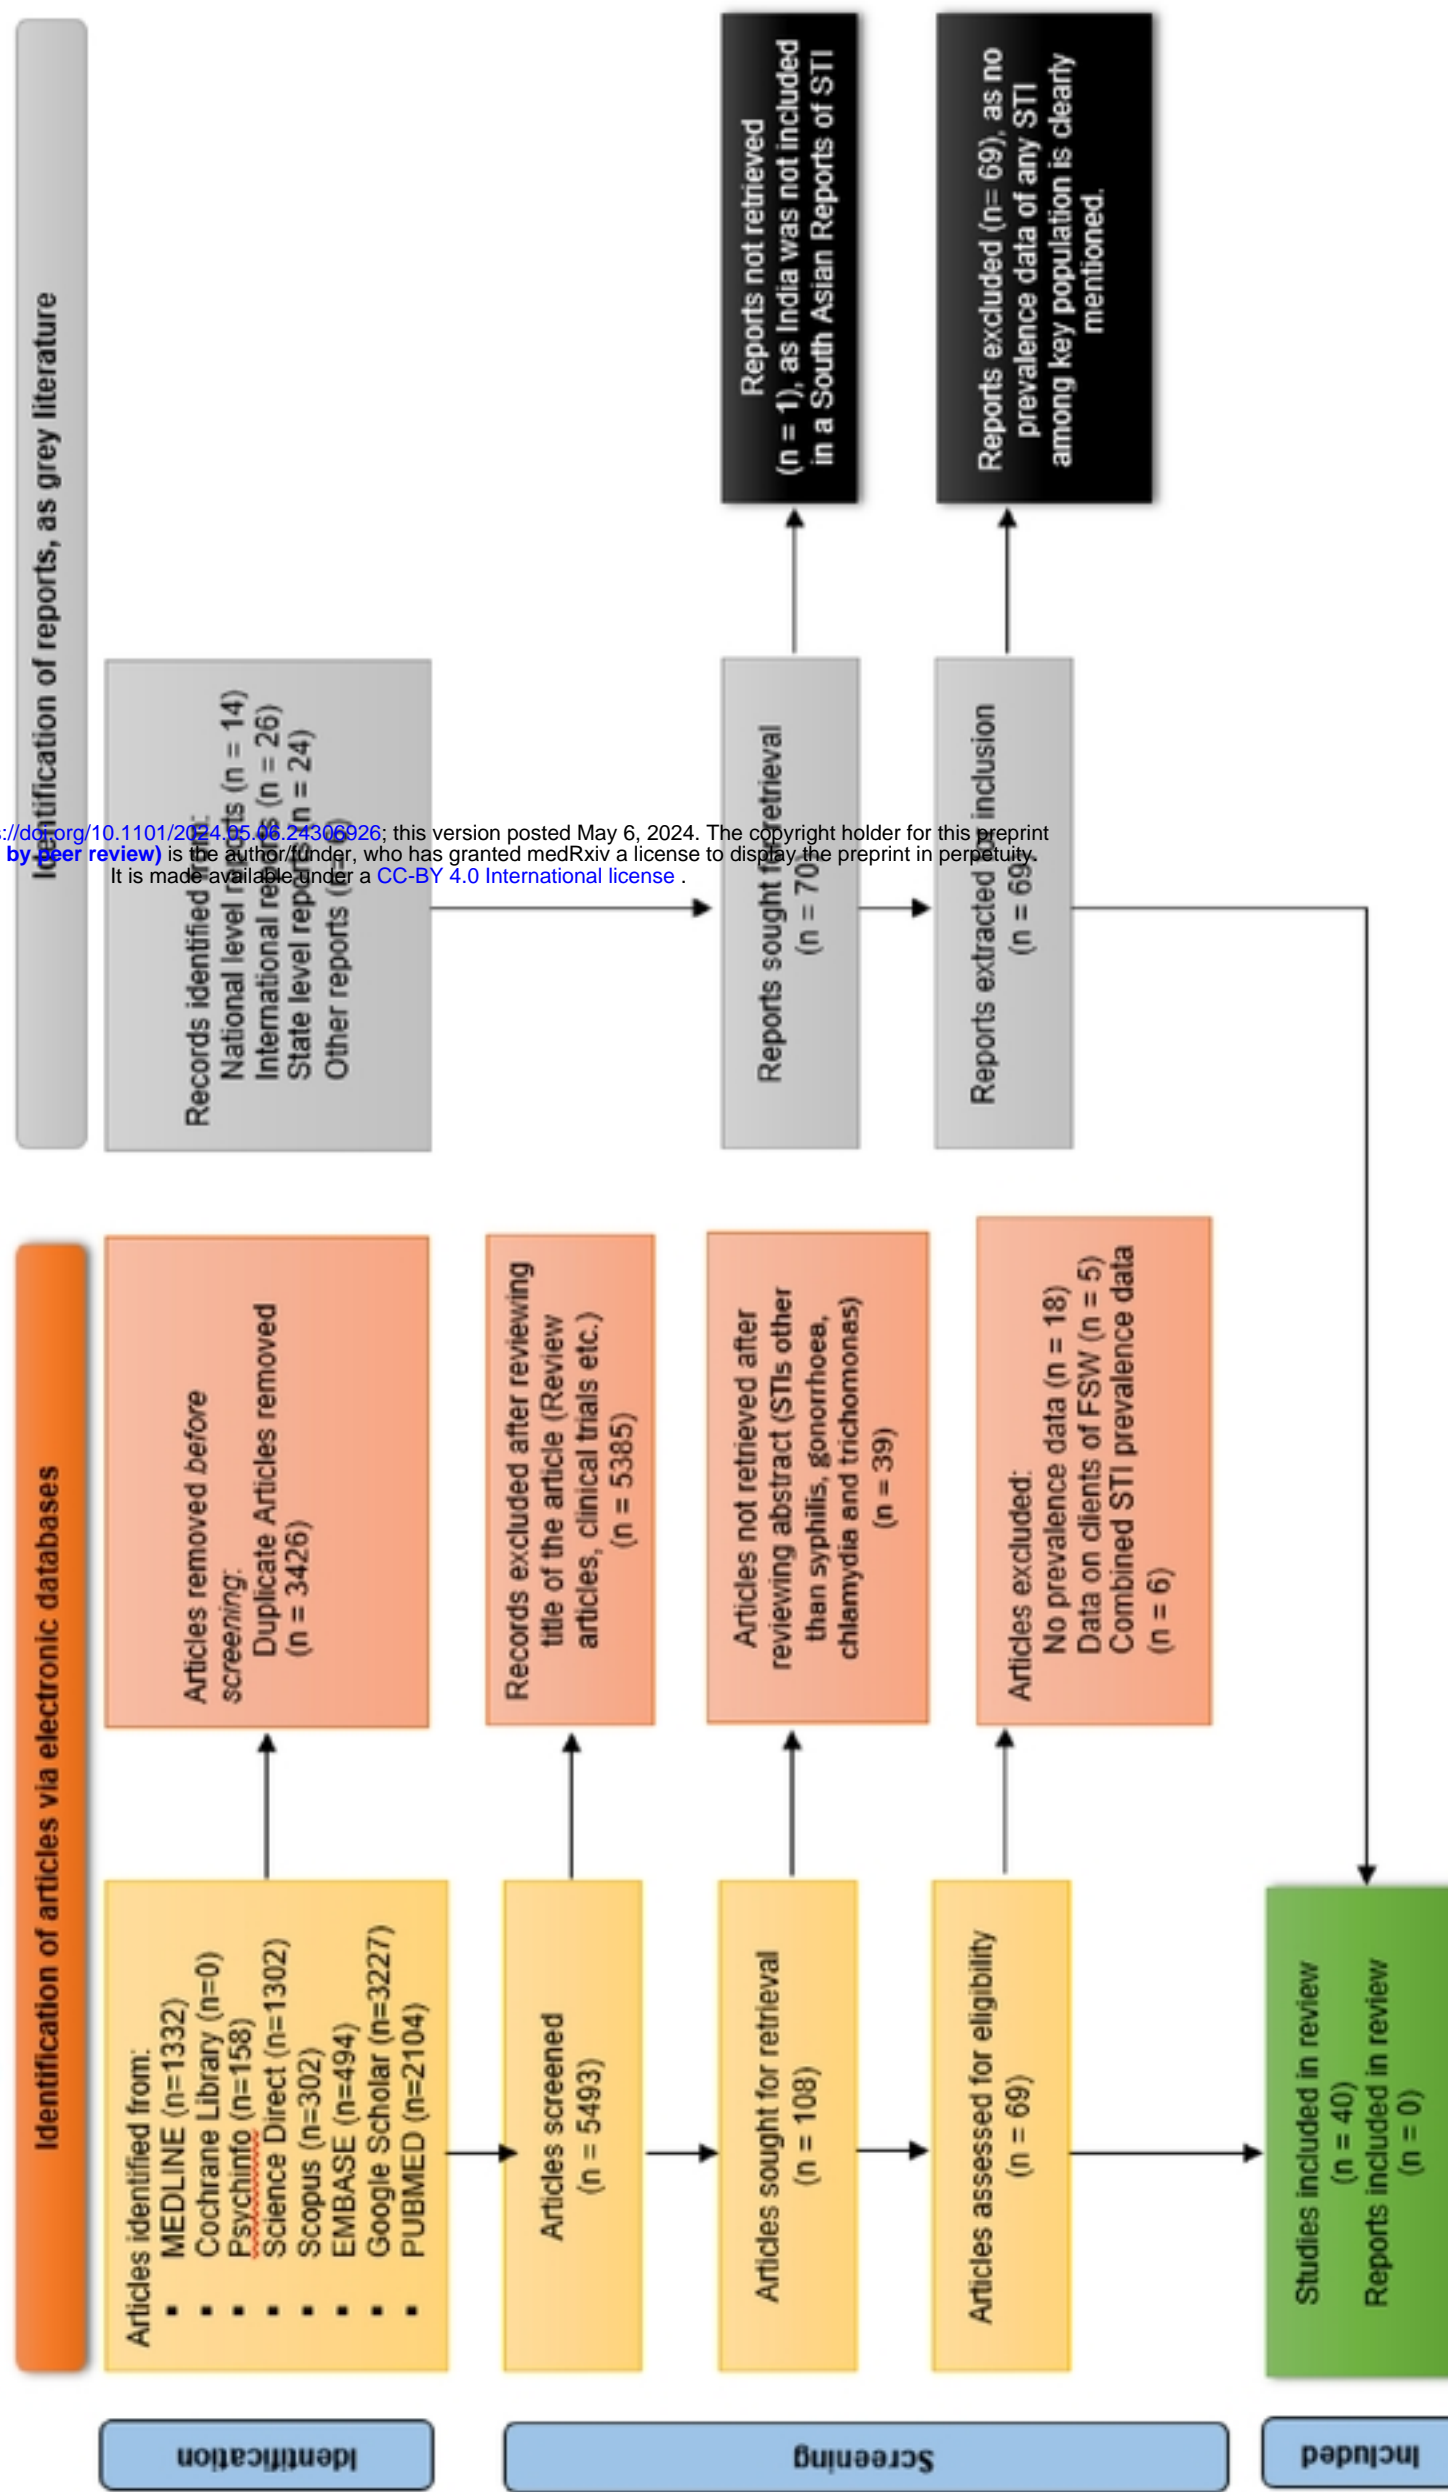 Identification of articles via electronic databases
Identification of reports, as grey literature
Identification
Articles identified from:
▪ MEDLINE (n=1332)
▪ Cochrane Library (n=0)
▪ Psychinfo (n=158)
▪ Science Direct (n=1302)
▪ Scopus (n=302)
▪ EMBASE (n=494)
▪ Google Scholar (n=3227)
▪ PUBMED (n=2104)
Articles removed before
screening:
Duplicate Articles removed
(n = 3426)
Records identified from:
National level reports (n = 14)
International reports (n = 26)
State level reports (n = 24)
Other reports (n = 6)
Screening
Articles screened
(n = 5493)
Records excluded after reviewing
title of the article (Review
articles, clinical trials etc.)
(n = 5385)
Articles sought for retrieval
(n = 108)
Articles not retrieved after
reviewing abstract (STIs other
than syphilis, gonorrhoea,
chlamydia and trichomonas)
(n = 39)
Reports sought for retrieval
(n = 70)
Reports not retrieved
(n = 1), as India was not included
in a South Asian Reports of STI
Articles assessed for eligibility
(n = 69)
Articles excluded:
No prevalence data (n = 18)
Data on clients of FSW (n = 5)
Combined STI prevalence data
(n = 6)
Reports extracted for inclusion
(n = 69)
Reports excluded (n= 69), as no
prevalence data of any STI
among key population is clearly
mentioned.
Included
Studies included in review
(n = 40)
Reports included in review
(n = 0)
s://doi.org/10.1101/2024.05.06.24306926; this version posted May 6, 2024. The copyright holder for this preprint
by peer review) is the author/funder, who has granted medRxiv a license to display the preprint in perpetuity.
It is made available under a CC-BY 4.0 International license .